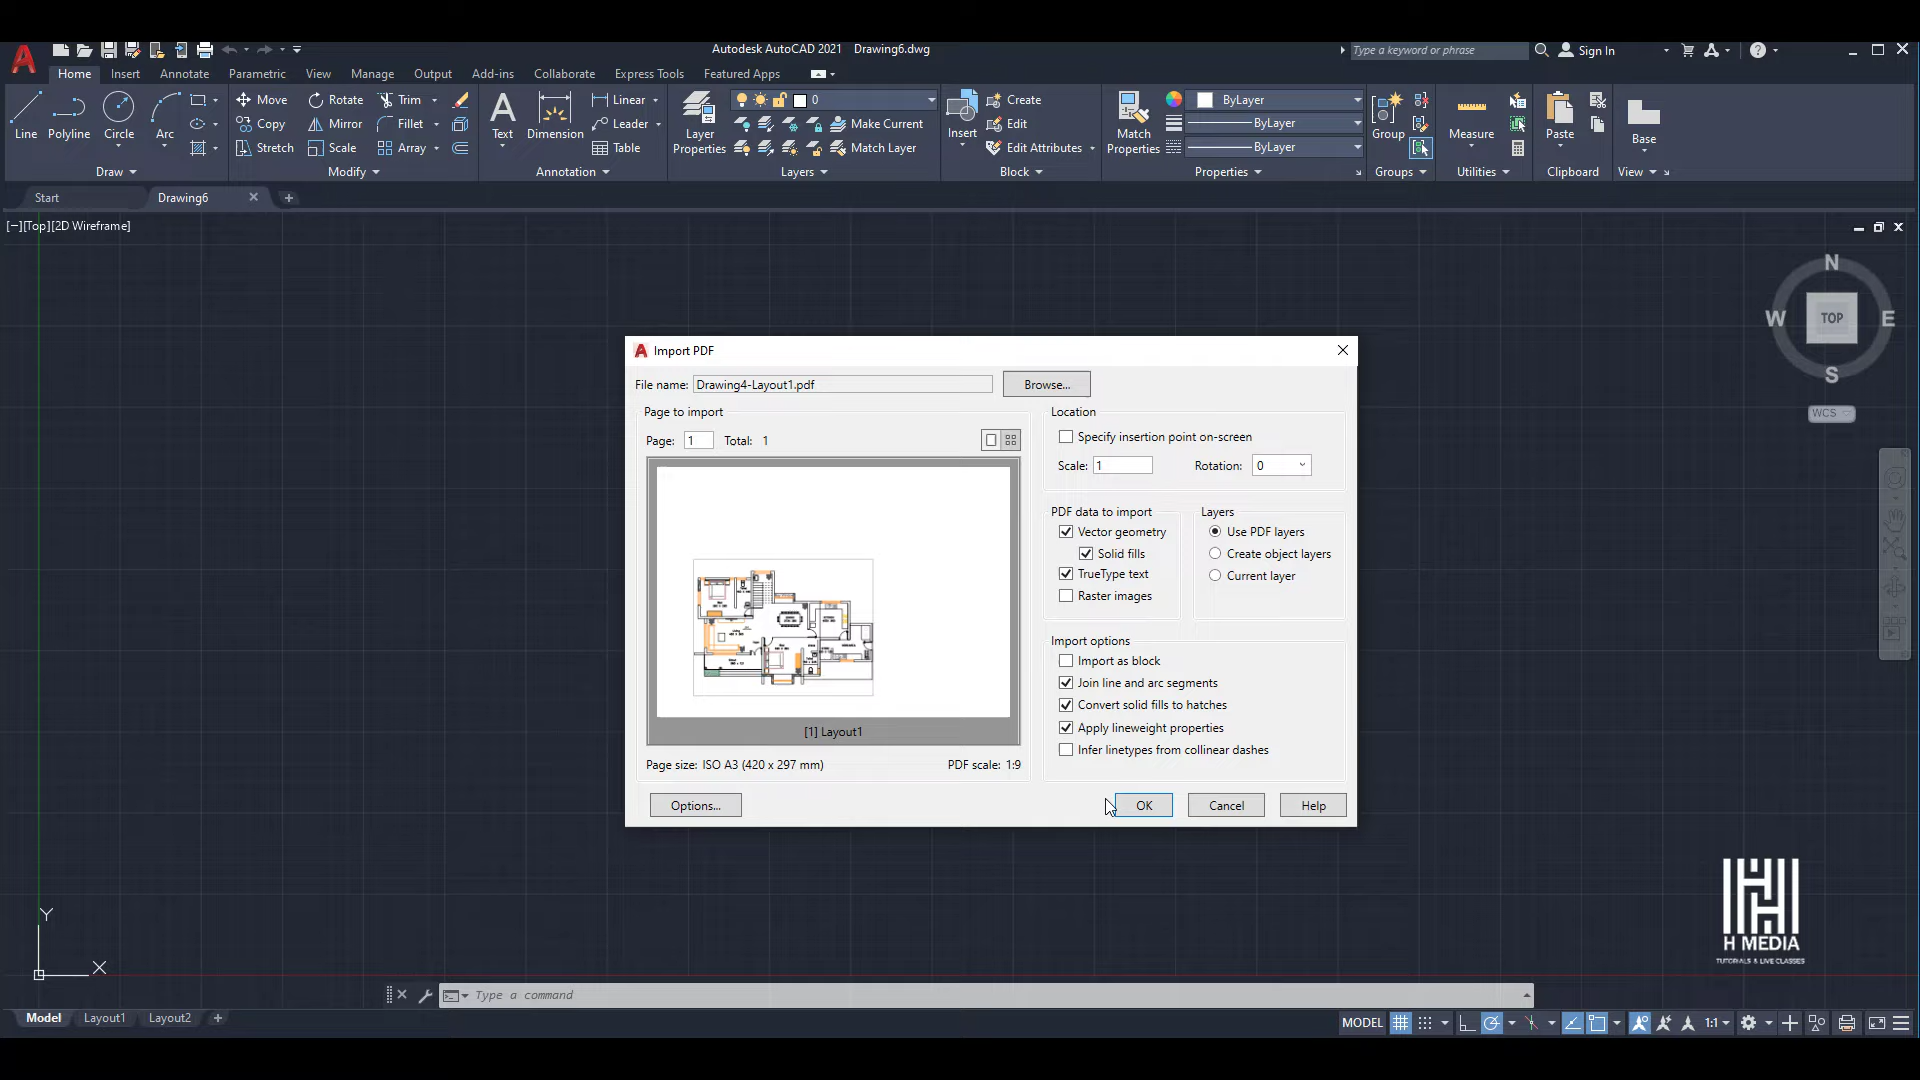 Autodesk AutoCAD 2021 Drawing6.dwg
Type a keyword or phrase
Sign In
Home Insert Annotate Parametric View Manage Output Add-ins Collaborate Express Tools Featured Apps
Line Polyline Circle Arc
Move Rotate Trim
Copy Mirror Fillet
Stretch Scale Array
Text Dimension
Linear
Leader
Table
Layer Properties
0
Make Current
Match Layer
Insert
Create
Edit
Edit Attributes
Match Properties
ByLayer
ByLayer
ByLayer
Group
Measure
Paste
Base
Draw Modify Annotation Layers Block Properties Groups Utilities Clipboard View
Start Drawing6
[−][Top][2D Wireframe]
N
W TOP E
S
WCS
Import PDF
File name: Drawing4-Layout1.pdf Browse...
Page to import
Page: 1 Total: 1
[1] Layout1
Page size: ISO A3 (420 x 297 mm) PDF scale: 1:9
Location
Specify insertion point on-screen
Scale: 1 Rotation: 0
PDF data to import
Vector geometry
Solid fills
TrueType text
Raster images
Layers
Use PDF layers
Create object layers
Current layer
Import options
Import as block
Join line and arc segments
Convert solid fills to hatches
Apply lineweight properties
Infer linetypes from collinear dashes
Options... OK Cancel Help
H MEDIA
TUTORIALS & LIVE CLASSES
Y
X
Type a command
Model Layout1 Layout2
MODEL 1:1